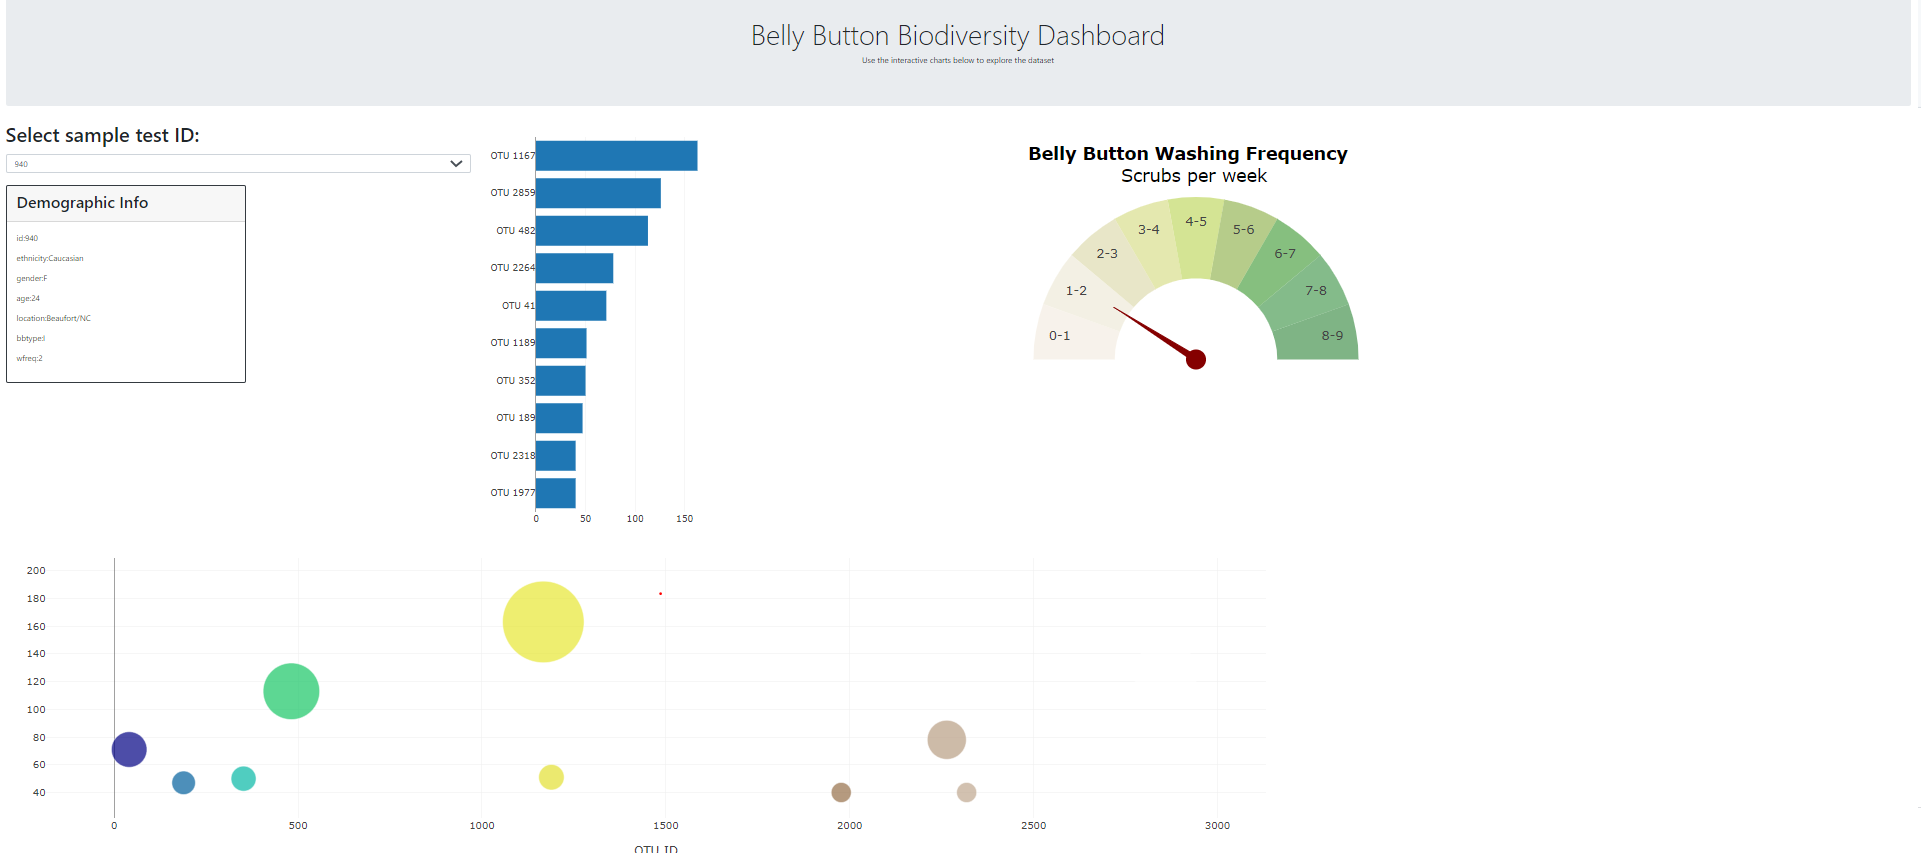 Belly Button Biodiversity Dashboard
Use the interactive charts below to explore the dataset
Select sample test ID:
940
Demographic Info
id:940
ethnicity:Caucasian
gender:F
age:24
location:Beaufort/NC
bbtype:I
wfreq:2
OTU 1167
OTU 2859
OTU 482
OTU 2264
OTU 41
OTU 1189
OTU 352
OTU 189
OTU 2318
OTU 1977
0 50 100 150
Belly Button Washing Frequency
Scrubs per week
0-1
1-2
2-3
3-4
4-5
5-6
6-7
7-8
8-9
200
180
160
140
120
100
80
60
40
0 500 1000 1500 2000 2500 3000
OTU ID